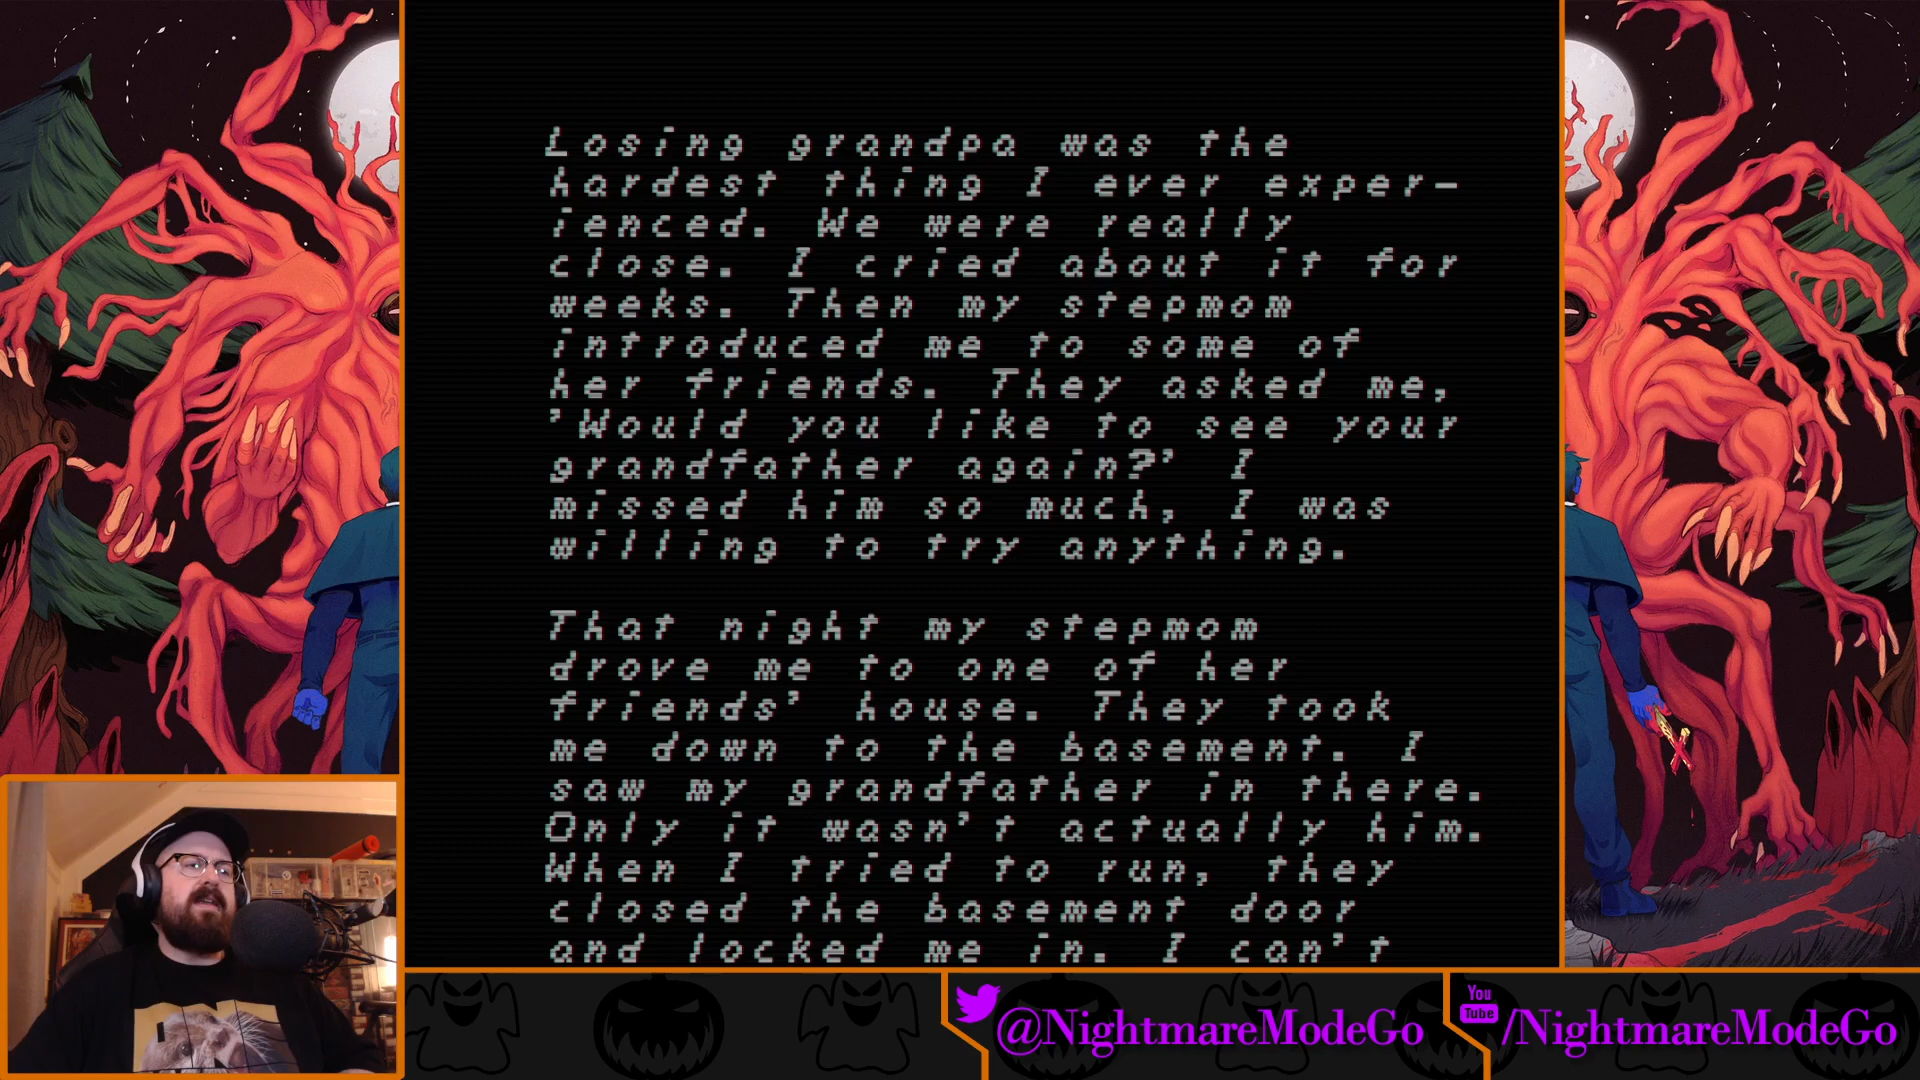 Losing grandpa was the
hardest thing I ever exper-
ienced. We were really
close. I cried about it for
weeks. Then my stepmom
introduced me to some of
her friends. They asked me,
'Would you like to see your
grandfather again?' I
missed him so much, I was
willing to try anything.
That night my stepmom
drove me to one of her
friends' house. They took
me down to the basement. I
saw my grandfather in there.
Only it wasn't actually him.
When I tried to run, they
closed the basement door
and locked me in. I can't
@NightmareModeGo
You
Tube
/NightmareModeGo